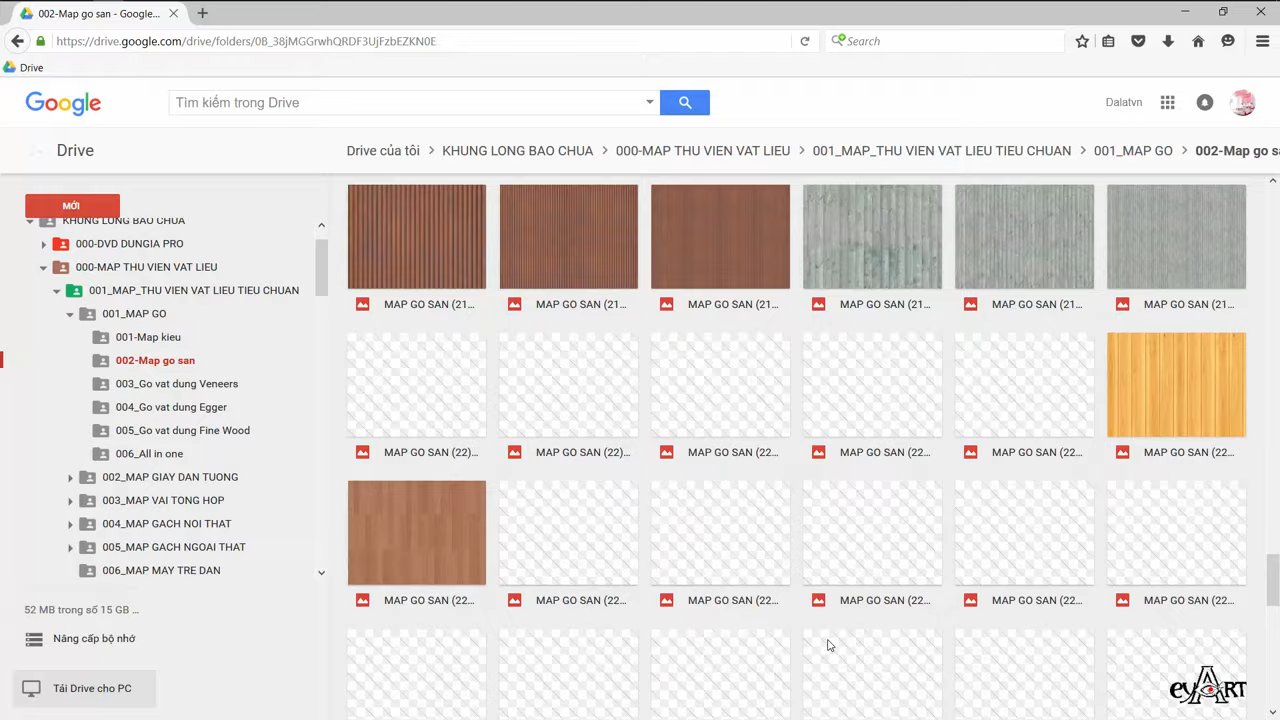 002-Map go san - Google...
https://drive.google.com/drive/folders/0B_38jMGGrwhQRDF3UjFzbEZKN0E
Search
Drive
Google
Tìm kiếm trong Drive
Dalatvn
Drive
Drive của tôi > KHUNG LONG BAO CHUA > 000-MAP THU VIEN VAT LIEU > 001_MAP_THU VIEN VAT LIEU TIEU CHUAN > 001_MAP GO > 002-Map go sa
MỚI
KHUNG LONG BAO CHUA
000-DVD DUNGIA PRO
000-MAP THU VIEN VAT LIEU
001_MAP_THU VIEN VAT LIEU TIEU CHUAN
001_MAP GO
001-Map kieu
002-Map go san
003_Go vat dung Veneers
004_Go vat dung Egger
005_Go vat dung Fine Wood
006_All in one
002_MAP GIAY DAN TUONG
003_MAP VAI TONG HOP
004_MAP GACH NOI THAT
005_MAP GACH NGOAI THAT
006_MAP MAY TRE DAN
52 MB trong số 15 GB ...
Nâng cấp bộ nhớ
Tải Drive cho PC
MAP GO SAN (21... MAP GO SAN (21... MAP GO SAN (21... MAP GO SAN (21... MAP GO SAN (21... MAP GO SAN (21...
MAP GO SAN (22)... MAP GO SAN (22)... MAP GO SAN (22... MAP GO SAN (22... MAP GO SAN (22... MAP GO SAN (22...
MAP GO SAN (22... MAP GO SAN (22... MAP GO SAN (22... MAP GO SAN (22... MAP GO SAN (22... MAP GO SAN (22...
eyART